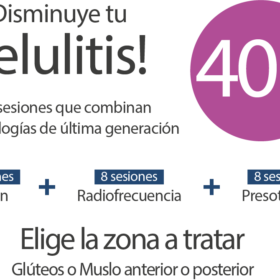 Disminuye tu
elulitis!
40
sesiones que combinan
logías de última generación
nes + 8 sesiones + 8 ses
n Radiofrecuencia Presot
Elige la zona a tratar
Glúteos o Muslo anterior o posterior